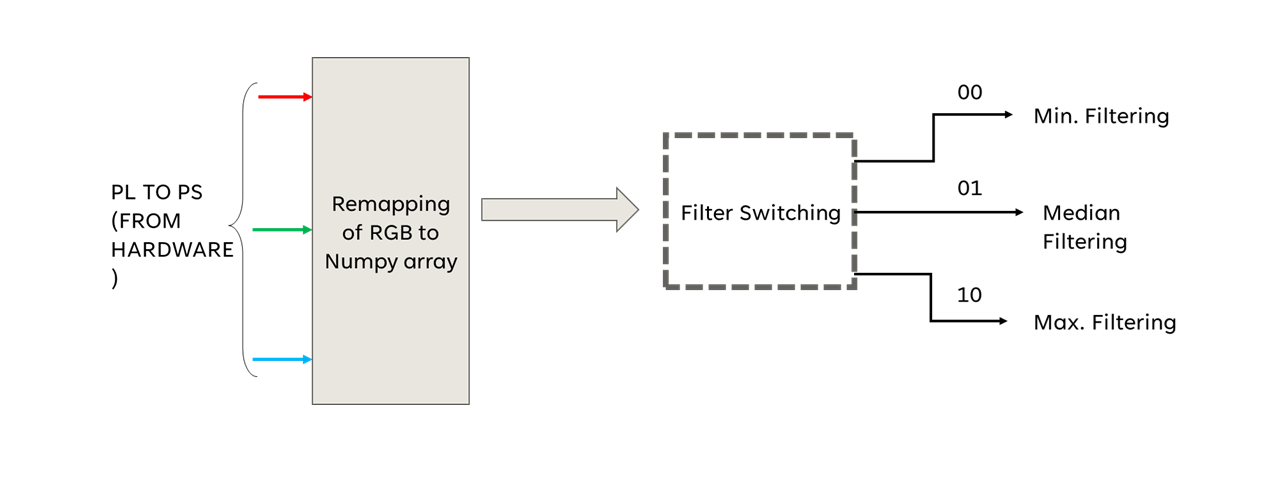 PL TO PS
(FROM
HARDWARE
)
Remapping
of RGB to
Numpy array
Filter Switching
00
Min. Filtering
01
Median
Filtering
10
Max. Filtering